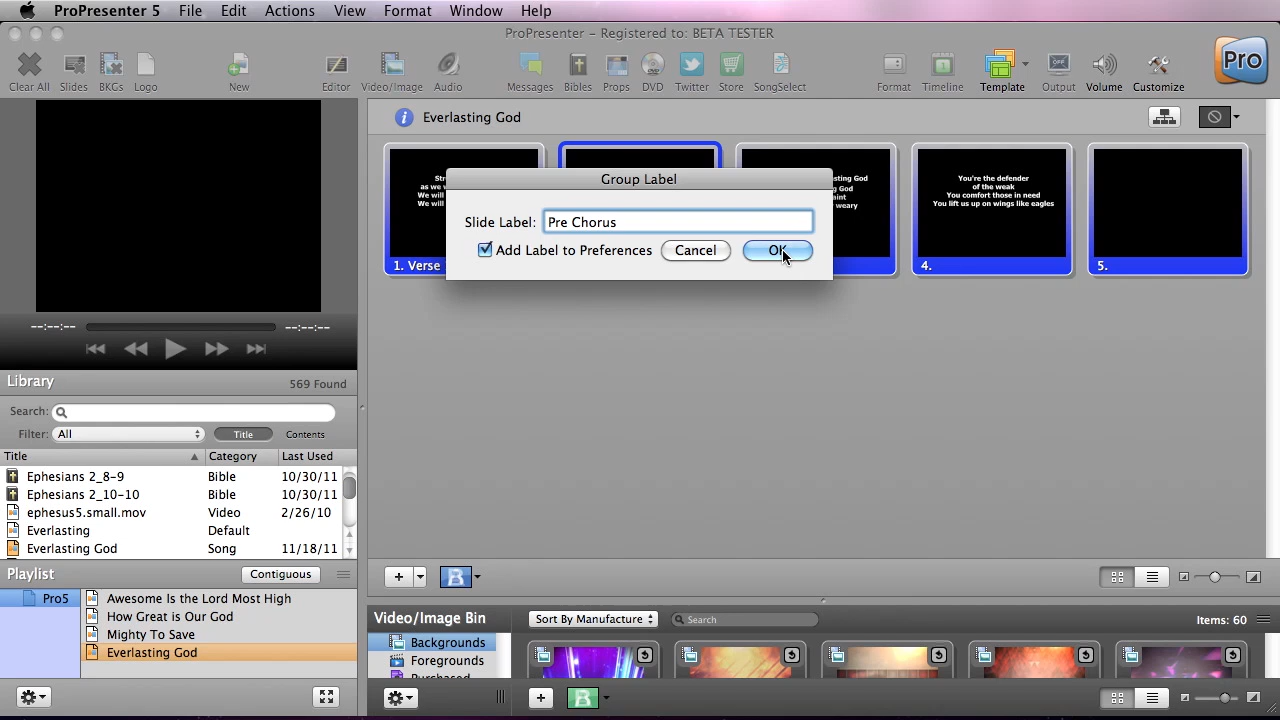 ProPresenter 5 File Edit Actions View Format Window Help
ProPresenter – Registered to: BETA TESTER
Clear All Slides BKGs Logo New Editor Video/Image Audio Messages Bibles Props DVD Twitter Store SongSelect Format Timeline Template Output Volume Customize
Pro
Everlasting God
You're the defender
of the weak
You comfort those in need
You lift us up on wings like eagles
1. Verse
4.
5.
Group Label
Slide Label: Pre Chorus
Add Label to Preferences Cancel OK
--:--:-- --:--:--
Library 569 Found
Search:
Filter: All Title Contents
Title Category Last Used
Ephesians 2_8-9 Bible 10/30/11
Ephesians 2_10-10 Bible 10/30/11
ephesus5.small.mov Video 2/26/10
Everlasting Default
Everlasting God Song 11/18/11
Playlist Contiguous
Pro5
Awesome Is the Lord Most High
How Great is Our God
Mighty To Save
Everlasting God
Video/Image Bin Sort By Manufacture Search Items: 60
Backgrounds
Foregrounds